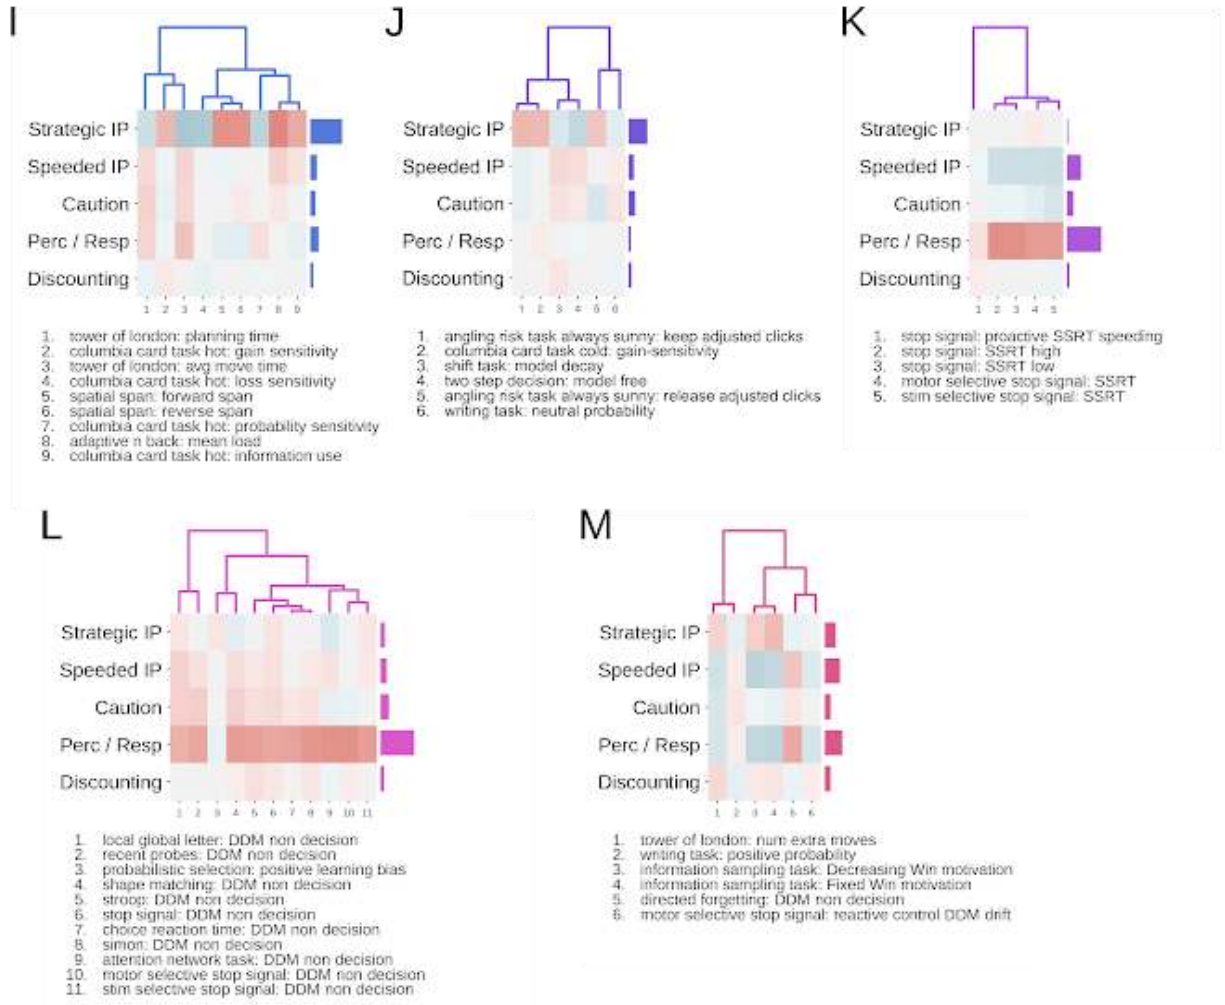 I
Strategic IP
Speeded IP
Caution
Perc / Resp
Discounting
1 2 3 4 5 6 7 8 9
1. tower of london: planning time
2. columbia card task hot: gain sensitivity
3. tower of london: avg move time
4. columbia card task hot: loss sensitivity
5. spatial span: forward span
6. spatial span: reverse span
7. columbia card task hot: probability sensitivity
8. adaptive n back: mean load
9. columbia card task hot: information use
J
Strategic IP
Speeded IP
Caution
Perc / Resp
Discounting
1 2 3 4 5 6
1. angling risk task always sunny: keep adjusted clicks
2. columbia card task cold: gain-sensitivity
3. shift task: model decay
4. two step decision: model free
5. angling risk task always sunny: release adjusted clicks
6. writing task: neutral probability
K
Strategic IP
Speeded IP
Caution
Perc / Resp
Discounting
1 2 3 4 5
1. stop signal: proactive SSRT speeding
2. stop signal: SSRT high
3. stop signal: SSRT low
4. motor selective stop signal: SSRT
5. stim selective stop signal: SSRT
L
Strategic IP
Speeded IP
Caution
Perc / Resp
Discounting
1 2 3 4 5 6 7 8 9 10 11
1. local global letter: DDM non decision
2. recent probes: DDM non decision
3. probabilistic selection: positive learning bias
4. shape matching: DDM non decision
5. stroop: DDM non decision
6. stop signal: DDM non decision
7. choice reaction time: DDM non decision
8. simon: DDM non decision
9. attention network task: DDM non decision
10. motor selective stop signal: DDM non decision
11. stim selective stop signal: DDM non decision
M
Strategic IP
Speeded IP
Caution
Perc / Resp
Discounting
1 2 3 4 5 6
1. tower of london: num extra moves
2. writing task: positive probability
3. information sampling task: Decreasing Win motivation
4. information sampling task: Fixed Win motivation
5. directed forgetting: DDM non decision
6. motor selective stop signal: reactive control DDM drift